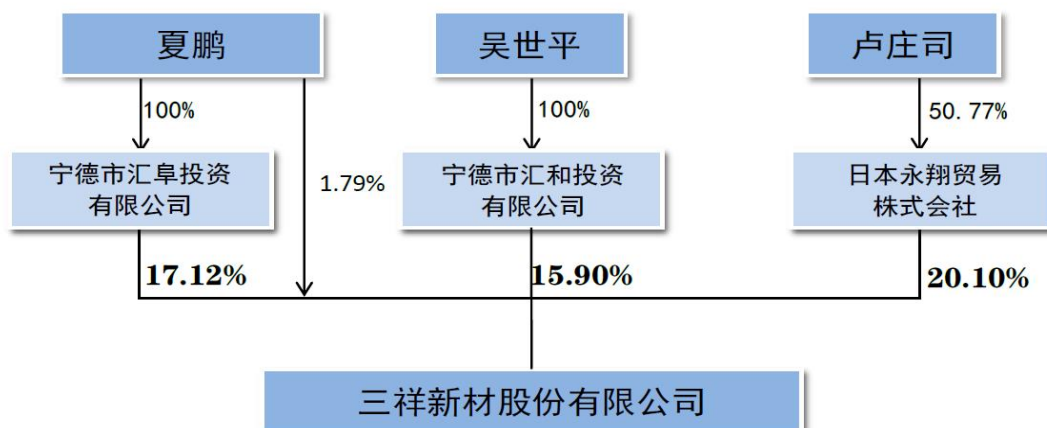 夏鹏
吴世平
卢庄司
100%
100%
50.77%
宁德市汇阜投资
有限公司
1.79%
宁德市汇和投资
有限公司
日本永翔贸易
株式会社
17.12%
15.90%
20.10%
三祥新材股份有限公司